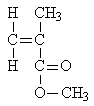 H CH₃
C=C
H C=O
O—CH₃